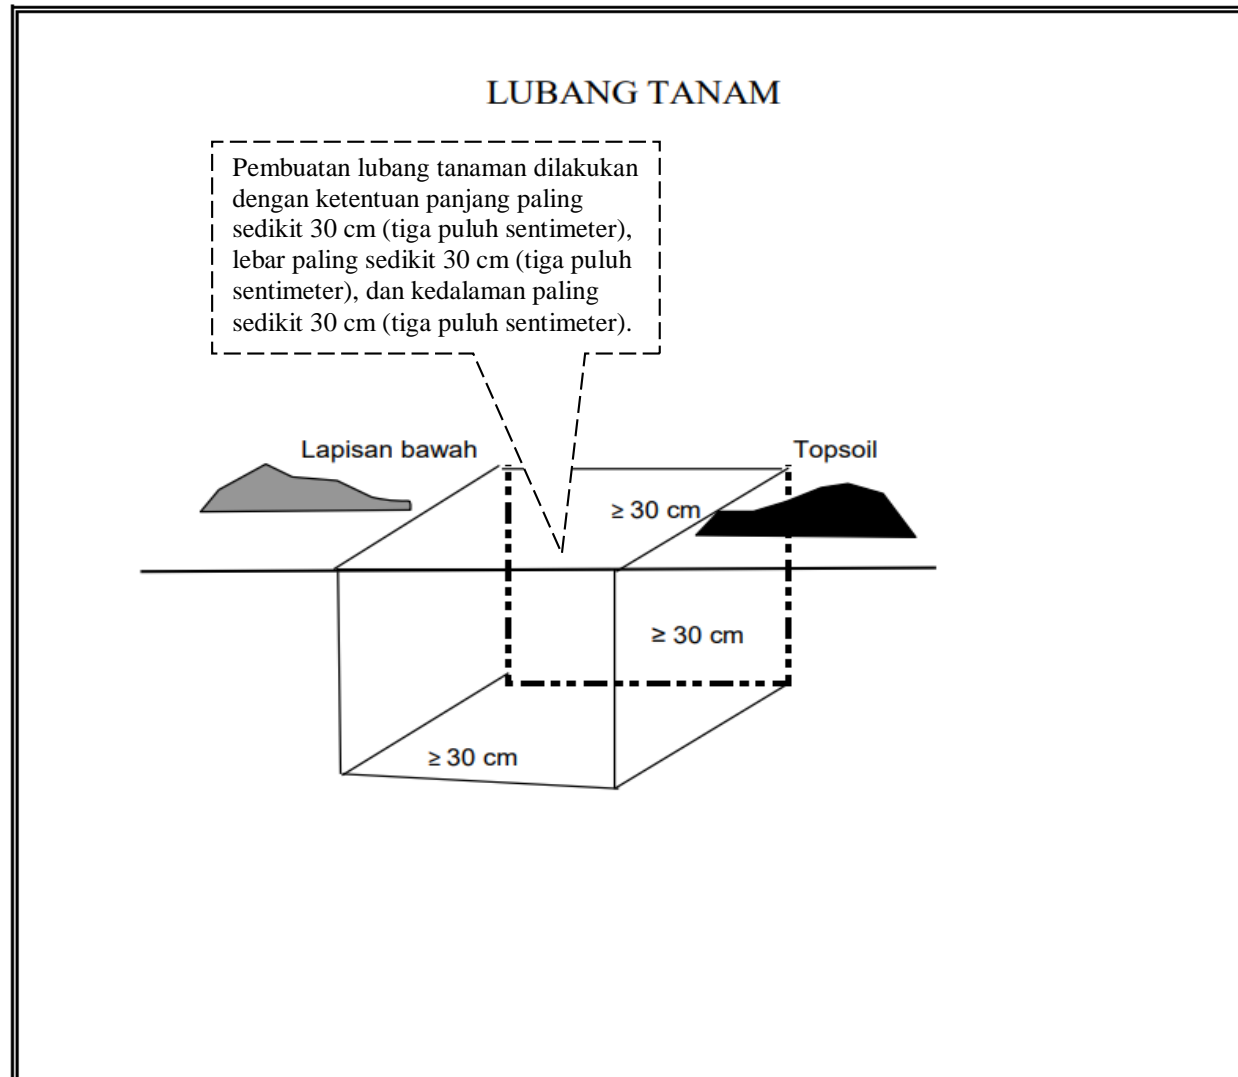 LUBANG TANAM
Pembuatan lubang tanaman dilakukan
dengan ketentuan panjang paling
sedikit 30 cm (tiga puluh sentimeter),
lebar paling sedikit 30 cm (tiga puluh
sentimeter), dan kedalaman paling
sedikit 30 cm (tiga puluh sentimeter).
Lapisan bawah
Topsoil
≥ 30 cm
≥ 30 cm
≥ 30 cm